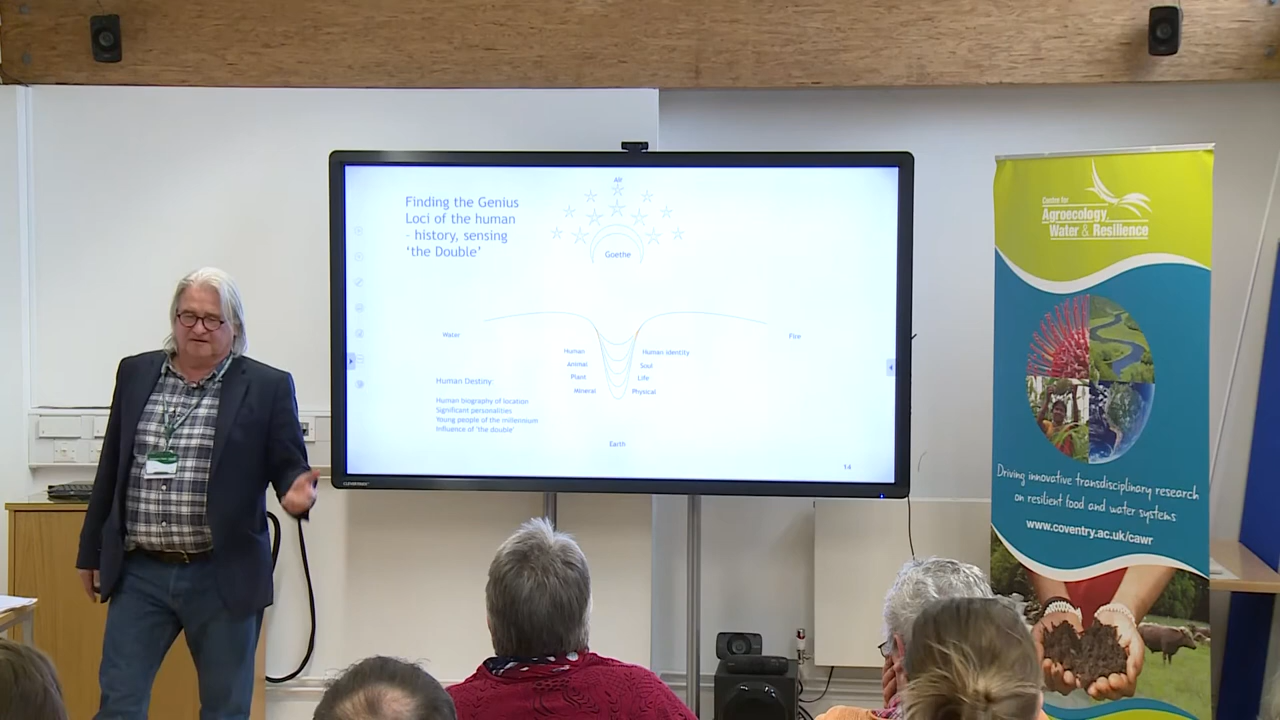 Finding the Genius
Loci of the human
- history, sensing
'the Double'
Air
Goethe
Water
Fire
Human
Human identity
Animal
Soul
Plant
Life
Mineral
Physical
Human Destiny:
Human biography of location
Significant personalities
Young people of the millennium
Influence of 'the double'
Earth
14
CLEVERTOUCH
Centre for
Agroecology,
Water & Resilience
Driving innovative transdisciplinary research
on resilient food and water systems
www.coventry.ac.uk/cawr